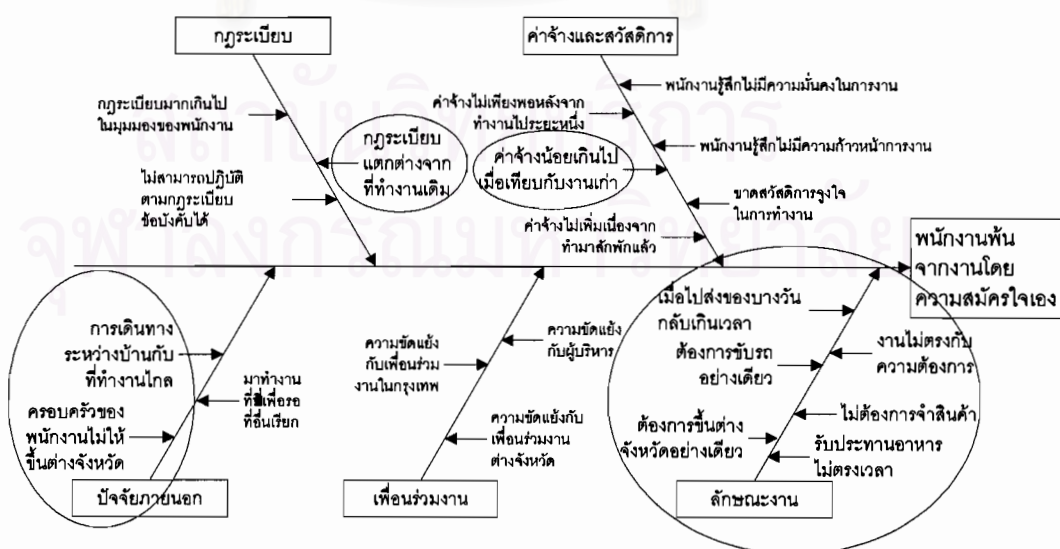 กฎระเบียบ
ค่าจ้างและสวัสดิการ
กฎระเบียบมากเกินไป
ในมุมมองของพนักงาน
กฎระเบียบ
แตกต่างจาก
ที่ทำงานเดิม
ไม่สามารถปฏิบัติ
ตามกฎระเบียบ
ข้อบังคับได้
พนักงานรู้สึกไม่มีความมั่นคงในการงาน
ค่าจ้างไม่เพียงพอหลังจาก
ทำงานไประยะหนึ่ง
พนักงานรู้สึกไม่มีความก้าวหน้าการงาน
ค่าจ้างน้อยเกินไป
เมื่อเทียบกับงานเก่า
ขาดสวัสดิการจูงใจ
ในการทำงาน
ค่าจ้างไม่เพิ่มเนื่องจาก
ทำมาสักพักแล้ว
พนักงานพ้น
จากงานโดย
ความสมัครใจเอง
การเดินทาง
ระหว่างบ้านกับ
ที่ทำงานไกล
มาทำงาน
ที่นี่เพื่อรอ
ที่อื่นเรียก
ครอบครัวของ
พนักงานไม่ให้
ขึ้นต่างจังหวัด
ปัจจัยภายนอก
ความขัดแย้ง
กับเพื่อนร่วม
งานในกรุงเทพ
ความขัดแย้ง
กับผู้บริหาร
ความขัดแย้งกับ
เพื่อนร่วมงาน
ต่างจังหวัด
เพื่อนร่วมงาน
เมื่อไปส่งของบางวัน
กลับเกินเวลา
งานไม่ตรงกับ
ความต้องการ
ต้องการขับรถ
อย่างเดียว
ไม่ต้องการจำสินค้า
ต้องการขึ้นต่าง
จังหวัดอย่างเดียว
รับประทานอาหาร
ไม่ตรงเวลา
ลักษณะงาน
สถาบันวิทยบริการ
จุฬาลงกรณ์มหาวิทยาลัย